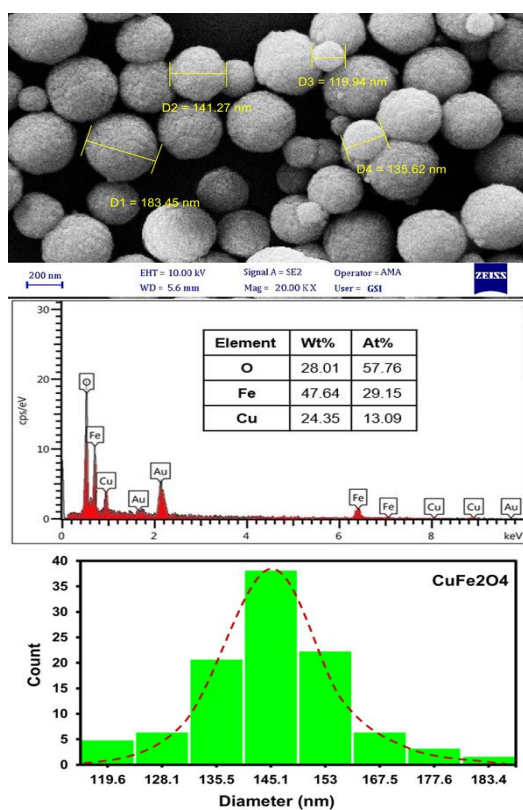 D3 = 119.94 nm
D2 = 141.27 nm
D4 = 135.62 nm
D1 = 183.45 nm
200 nm EHT = 10.00 kV Signal A = SE2 Operator = AMA ZEISS
WD = 5.6 mm Mag = 20.00 K X User = GSI
30
20
10
0
cps/eV
Element Wt% At%
O 28.01 57.76
Fe 47.64 29.15
Cu 24.35 13.09
O
Fe
Cu
Au
Au
Fe
Fe
Cu
Cu
Au
0 2 4 6 8 keV
CuFe2O4
40
35
30
25
20
15
10
5
0
Count
119.6 128.1 135.5 145.1 153 167.5 177.6 183.4
Diameter (nm)